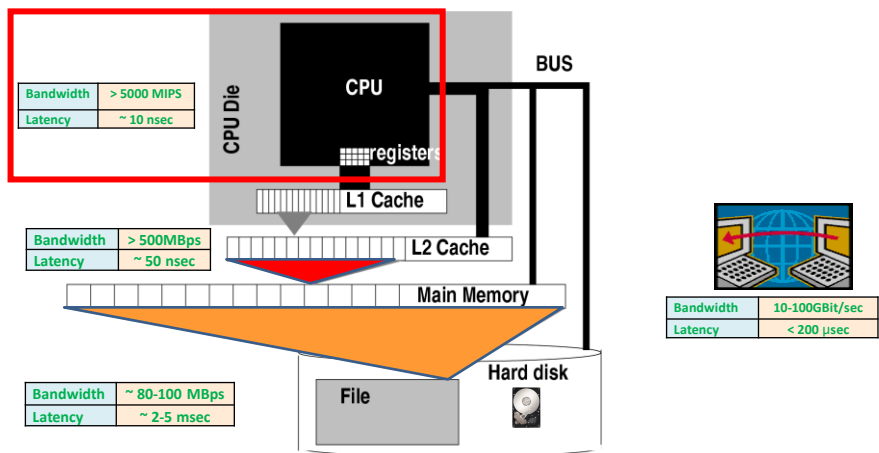 BUS
CPU
CPU Die
Bandwidth > 5000 MIPS
Latency ~ 10 nsec
registers
L1 Cache
Bandwidth > 500MBps
Latency ~ 50 nsec
L2 Cache
Main Memory
Bandwidth 10-100GBit/sec
Latency < 200 μsec
Hard disk
File
Bandwidth ~ 80-100 MBps
Latency ~ 2-5 msec